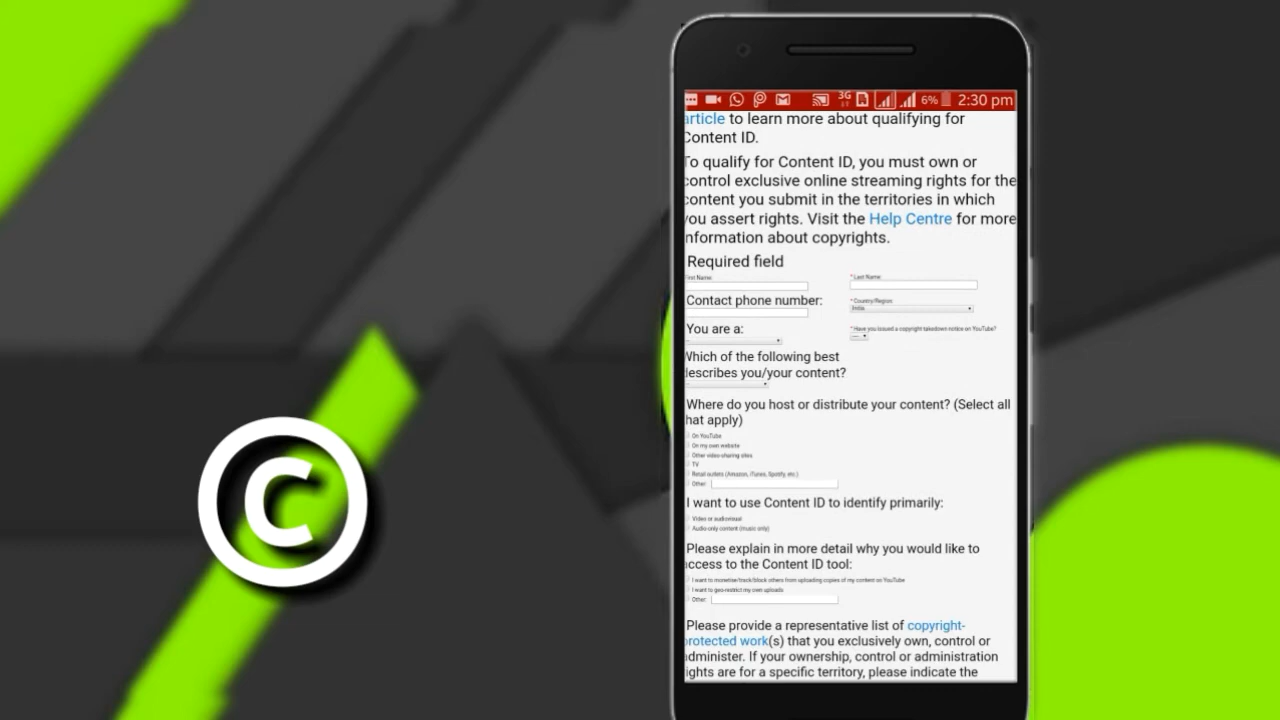 3G 6% 2:30 pm
article to learn more about qualifying for
Content ID.
To qualify for Content ID, you must own or
control exclusive online streaming rights for the
content you submit in the territories in which
you assert rights. Visit the Help Centre for more
nformation about copyrights.
Required field
First Name:
* Last Name:
Contact phone number:
* Country/Region:
India
You are a:
* Have you issued a copyright takedown notice on YouTube?
Which of the following best
describes you/your content?
Where do you host or distribute your content? (Select all
hat apply)
On YouTube
On my own website
Other video-sharing sites
TV
Retail outlets (Amazon, iTunes, Spotify, etc.)
Other:
I want to use Content ID to identify primarily:
Video or audiovisual
Audio-only content (music only)
Please explain in more detail why you would like to
access to the Content ID tool:
I want to monetise/track/block others from uploading copies of my content on YouTube
I want to geo-restrict my own uploads
Other:
Please provide a representative list of copyright-
protected work(s) that you exclusively own, control or
administer. If your ownership, control or administration
rights are for a specific territory, please indicate the
©